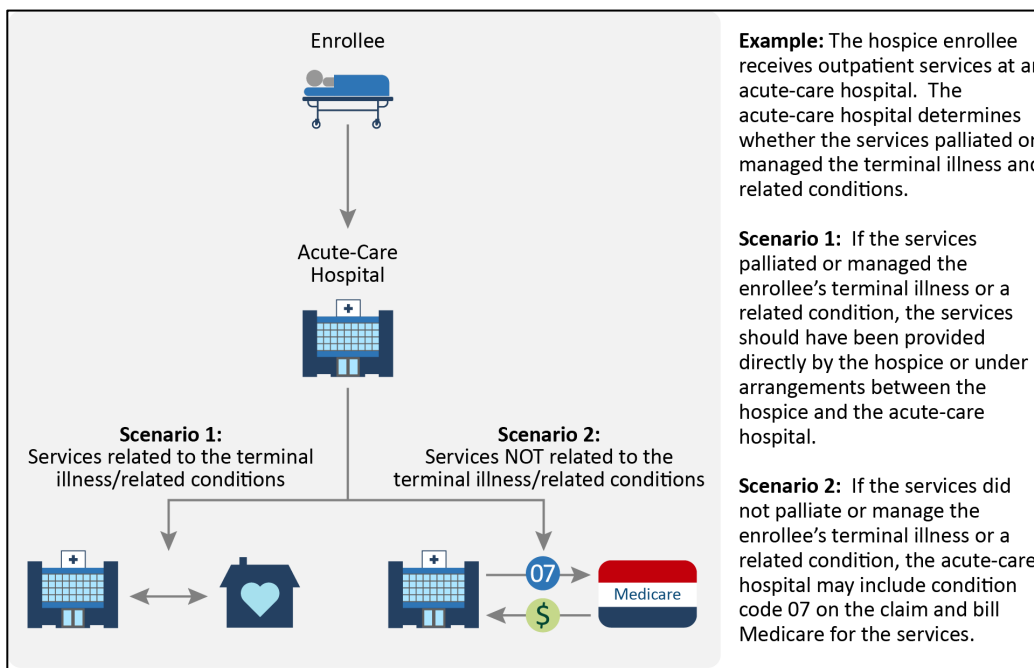 Enrollee
Acute-Care
Hospital
Scenario 1:
Services related to the terminal
illness/related conditions
Scenario 2:
Services NOT related to the
terminal illness/related conditions
07
$
Medicare
Example: The hospice enrollee
receives outpatient services at
acute-care hospital. The
acute-care hospital determines
whether the services palliated
managed the terminal illness
related conditions.
Scenario 1: If the services
palliated or managed the
enrollee’s terminal illness or a
related condition, the services
should have been provided
directly by the hospice or under
arrangements between the
hospice and the acute-care
hospital.
Scenario 2: If the services did
not palliate or manage the
enrollee’s terminal illness or a
related condition, the acute-care
hospital may include condition
code 07 on the claim and bill
Medicare for the services.